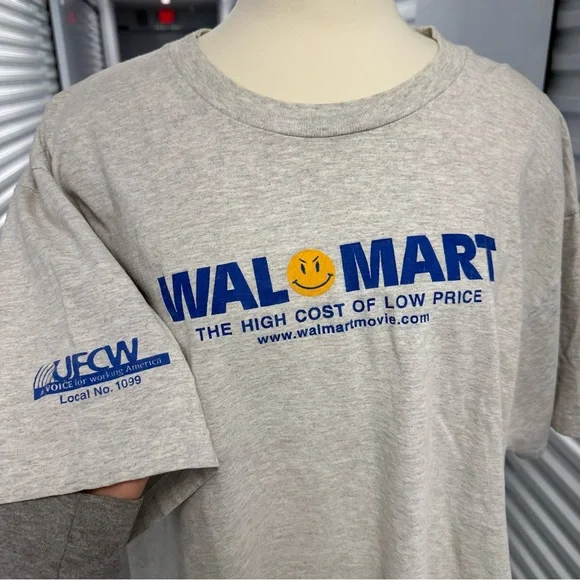 WAL MART
THE HIGH COST OF LOW PRICE
www.walmartmovie.com
UFCW
a VOICE for working America
Local No. 1099